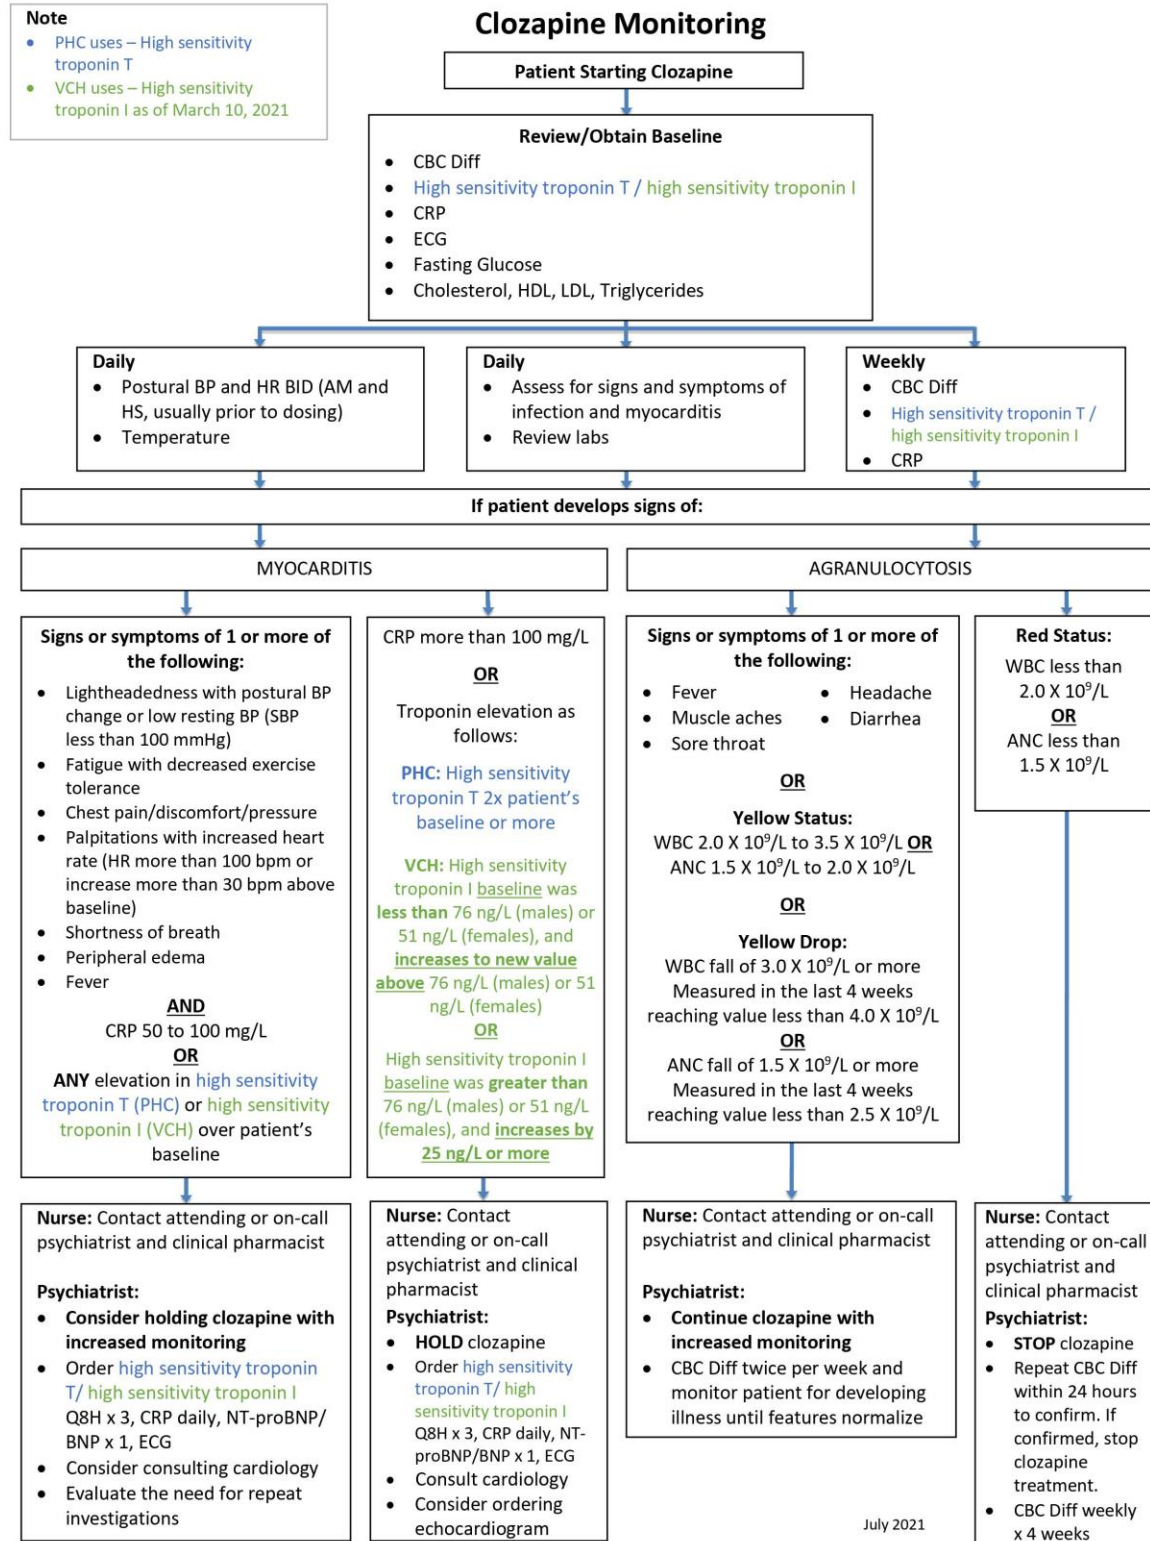 Note
• PHC uses – High sensitivity
troponin T
• VCH uses – High sensitivity
troponin I as of March 10, 2021
Clozapine Monitoring
Patient Starting Clozapine
Review/Obtain Baseline
• CBC Diff
• High sensitivity troponin T / high sensitivity troponin I
• CRP
• ECG
• Fasting Glucose
• Cholesterol, HDL, LDL, Triglycerides
Daily
• Postural BP and HR BID (AM and
HS, usually prior to dosing)
• Temperature
Daily
• Assess for signs and symptoms of
infection and myocarditis
• Review labs
Weekly
• CBC Diff
• High sensitivity troponin T /
high sensitivity troponin I
• CRP
If patient develops signs of:
MYOCARDITIS
AGRANULOCYTOSIS
Signs or symptoms of 1 or more of
the following:
• Lightheadedness with postural BP
change or low resting BP (SBP
less than 100 mmHg)
• Fatigue with decreased exercise
tolerance
• Chest pain/discomfort/pressure
• Palpitations with increased heart
rate (HR more than 100 bpm or
increase more than 30 bpm above
baseline)
• Shortness of breath
• Peripheral edema
• Fever
AND
CRP 50 to 100 mg/L
OR
ANY elevation in high sensitivity
troponin T (PHC) or high sensitivity
troponin I (VCH) over patient's
baseline
CRP more than 100 mg/L
OR
Troponin elevation as
follows:
PHC: High sensitivity
troponin T 2x patient's
baseline or more
VCH: High sensitivity
troponin I baseline was
less than 76 ng/L (males) or
51 ng/L (females), and
increases to new value
above 76 ng/L (males) or 51
ng/L (females)
OR
High sensitivity troponin I
baseline was greater than
76 ng/L (males) or 51 ng/L
(females), and increases by
25 ng/L or more
Signs or symptoms of 1 or more of
the following:
• Fever • Headache
• Muscle aches • Diarrhea
• Sore throat
OR
Yellow Status:
WBC 2.0 X 10⁹/L to 3.5 X 10⁹/L OR
ANC 1.5 X 10⁹/L to 2.0 X 10⁹/L
OR
Yellow Drop:
WBC fall of 3.0 X 10⁹/L or more
Measured in the last 4 weeks
reaching value less than 4.0 X 10⁹/L
OR
ANC fall of 1.5 X 10⁹/L or more
Measured in the last 4 weeks
reaching value less than 2.5 X 10⁹/L
Red Status:
WBC less than
2.0 X 10⁹/L
OR
ANC less than
1.5 X 10⁹/L
Nurse: Contact attending or on-call
psychiatrist and clinical pharmacist
Psychiatrist:
• Consider holding clozapine with
increased monitoring
• Order high sensitivity troponin
T/ high sensitivity troponin I
Q8H x 3, CRP daily, NT-proBNP/
BNP x 1, ECG
• Consider consulting cardiology
• Evaluate the need for repeat
investigations
Nurse: Contact
attending or on-call
psychiatrist and clinical
pharmacist
Psychiatrist:
• HOLD clozapine
• Order high sensitivity
troponin T/ high
sensitivity troponin I
Q8H x 3, CRP daily, NT-
proBNP/BNP x 1, ECG
• Consult cardiology
• Consider ordering
echocardiogram
Nurse: Contact attending or on-call
psychiatrist and clinical pharmacist
Psychiatrist:
• Continue clozapine with
increased monitoring
• CBC Diff twice per week and
monitor patient for developing
illness until features normalize
Nurse: Contact
attending or on-call
psychiatrist and
clinical pharmacist
Psychiatrist:
• STOP clozapine
• Repeat CBC Diff
within 24 hours
to confirm. If
confirmed, stop
clozapine
treatment.
• CBC Diff weekly
x 4 weeks
July 2021